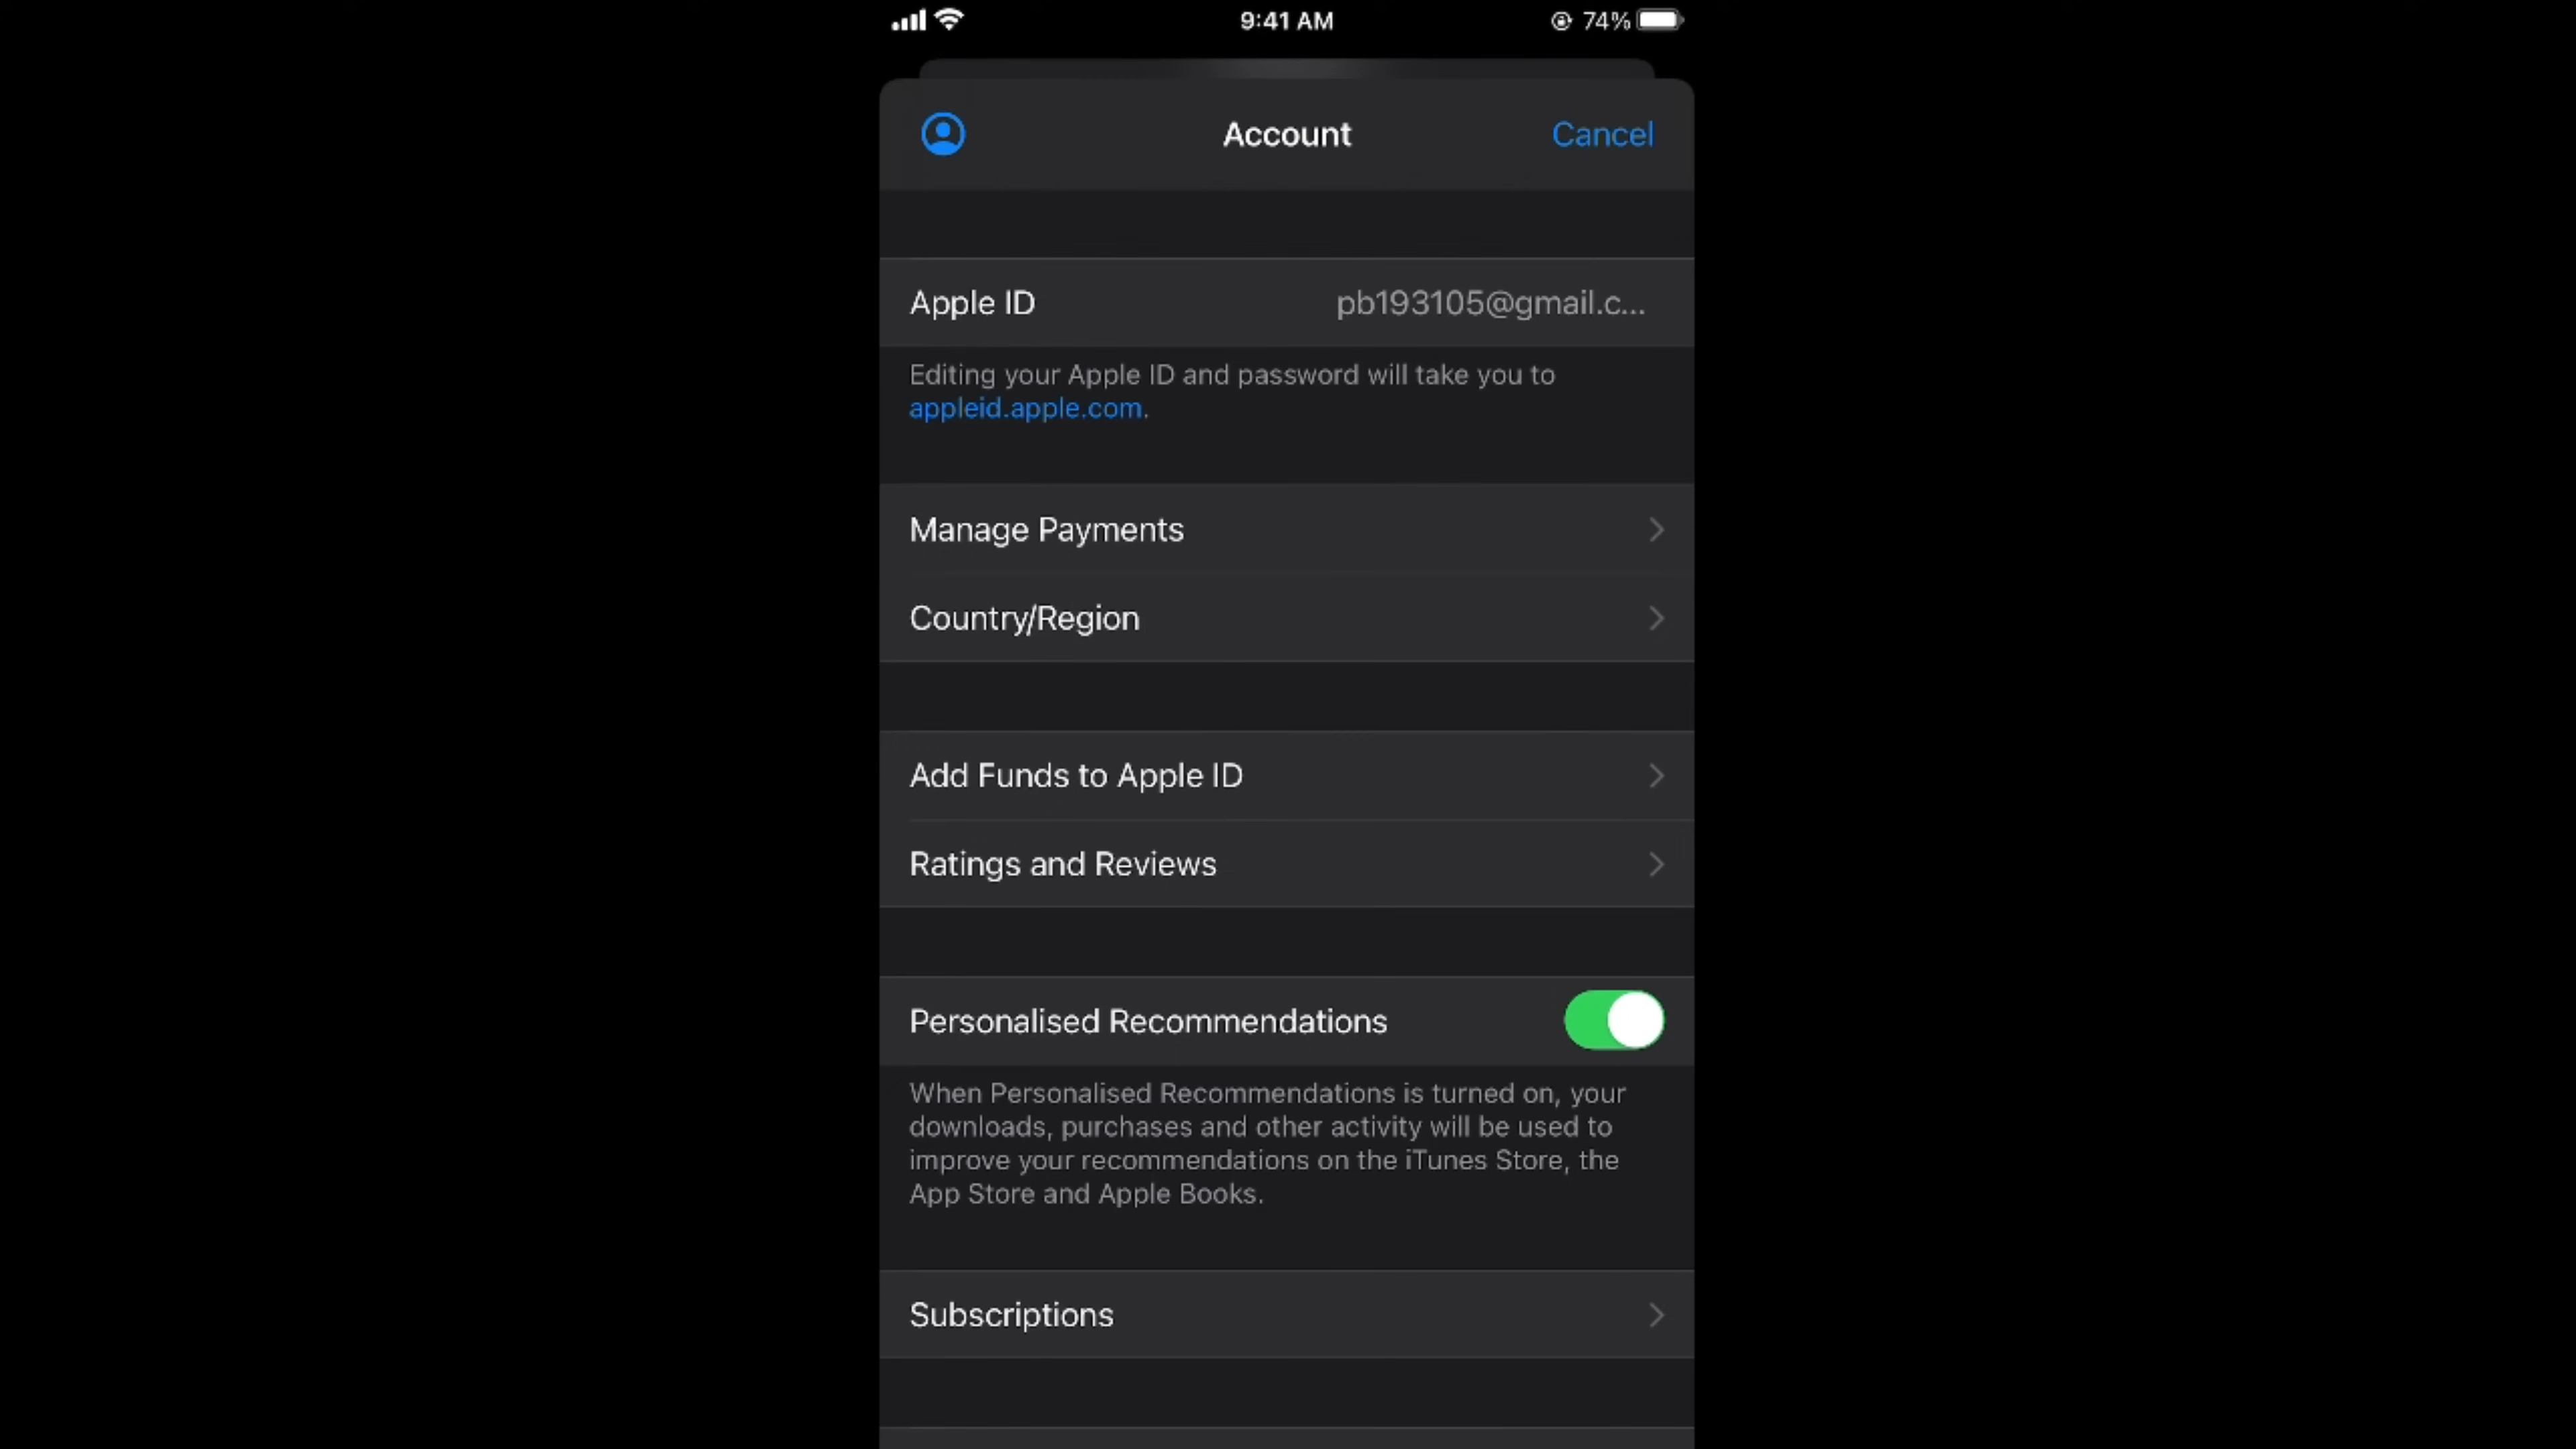 9:41 AM
74%
Account
Cancel
Apple ID
pb193105@gmail.c...
Editing your Apple ID and password will take you to
appleid.apple.com.
Manage Payments
Country/Region
Add Funds to Apple ID
Ratings and Reviews
Personalised Recommendations
When Personalised Recommendations is turned on, your
downloads, purchases and other activity will be used to
improve your recommendations on the iTunes Store, the
App Store and Apple Books.
Subscriptions